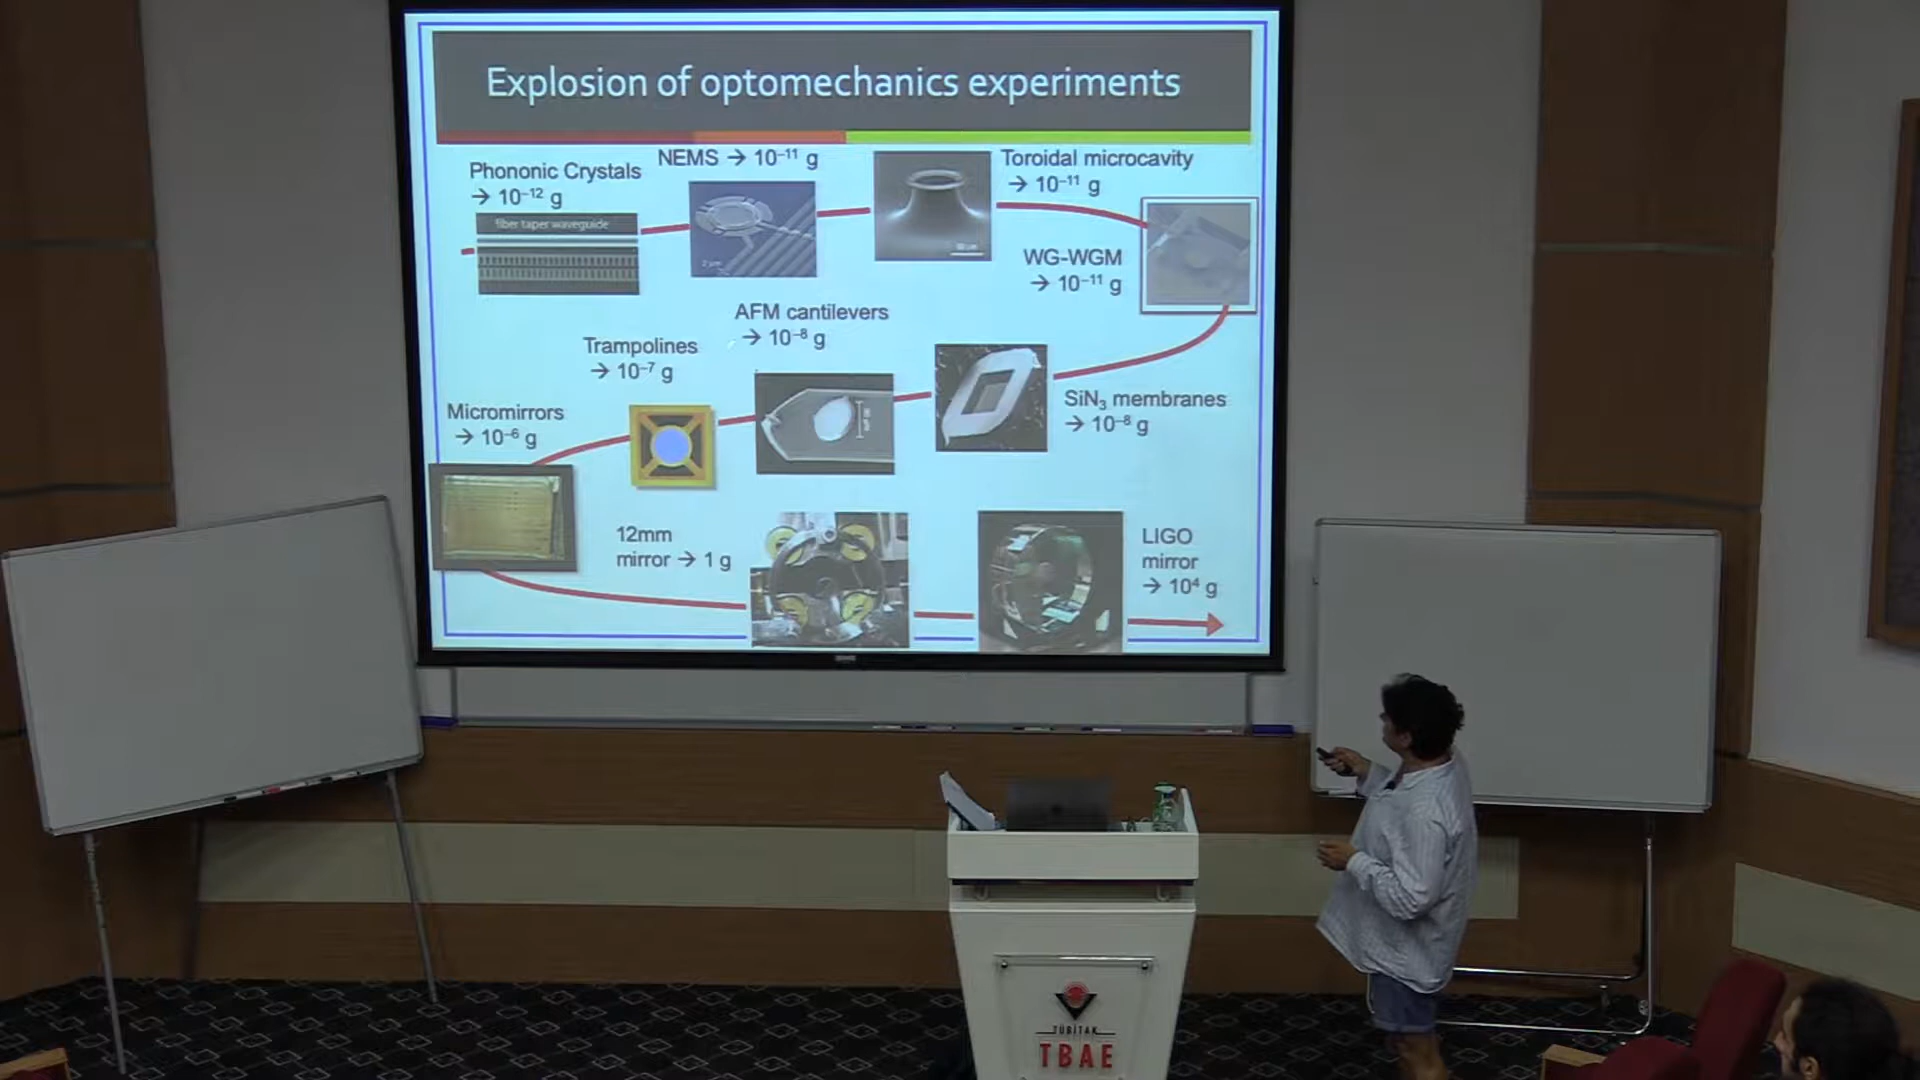 Explosion of optomechanics experiments
Phononic Crystals
→ 10⁻¹² g
NEMS → 10⁻¹¹ g
Toroidal microcavity
→ 10⁻¹¹ g
fiber taper waveguide
2 μm
WG-WGM
→ 10⁻¹¹ g
AFM cantilevers
→ 10⁻⁸ g
Trampolines
→ 10⁻⁷ g
SiN₃ membranes
→ 10⁻⁸ g
Micromirrors
→ 10⁻⁶ g
12mm
mirror → 1 g
LIGO
mirror
→ 10⁴ g
TÜBİTAK
TBAE